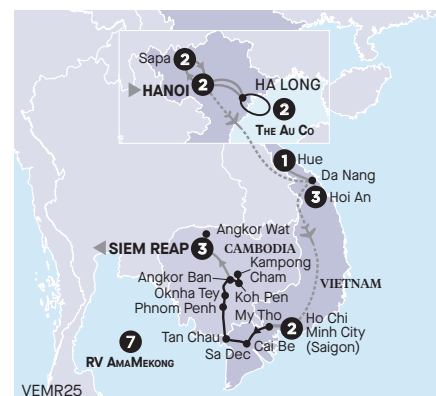 Sapa 2
HANOI 2
HA LONG
2
THE AU CO
1 Hue
Da Nang
3 Hoi An
Angkor Wat
SIEM REAP 3
CAMBODIA
Kampong
Cham
Angkor Ban
Oknha Tey
Koh Pen
VIETNAM
Phnom Penh
My Tho
2 Ho Chi
Minh City
(Saigon)
7
RV AMAMEKONG
Tan Chau
Cai Be
Sa Dec
VEMR25